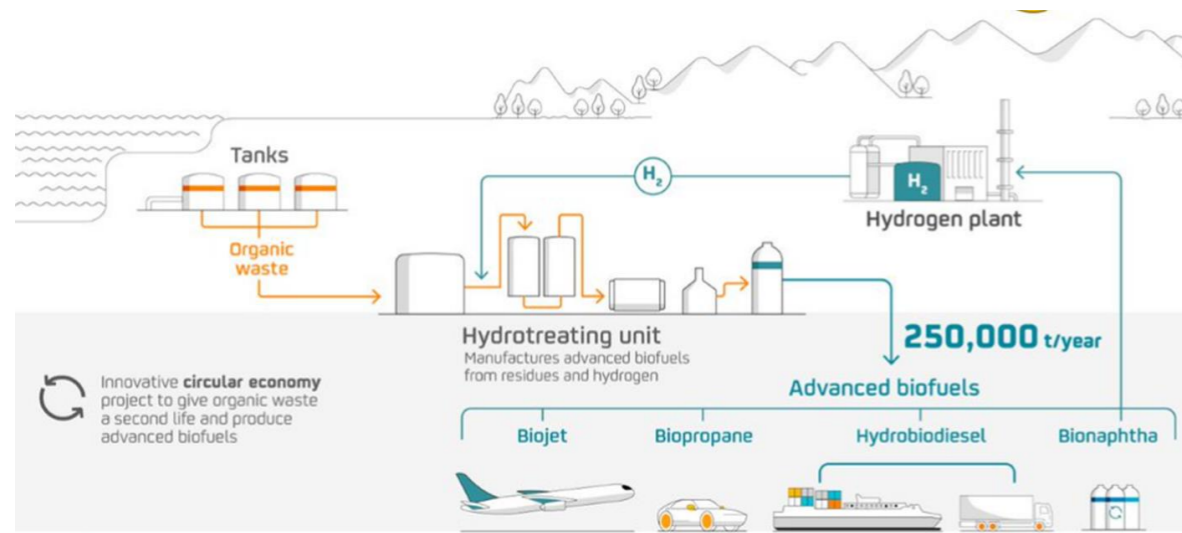 Tanks
Organic
waste
H₂
H₂
Hydrogen plant
Hydrotreating unit
Manufactures advanced biofuels
from residues and hydrogen
250,000 t/year
Innovative circular economy
project to give organic waste
a second life and produce
advanced biofuels
Advanced biofuels
Biojet
Biopropane
Hydrobiodiesel
Bionaphtha